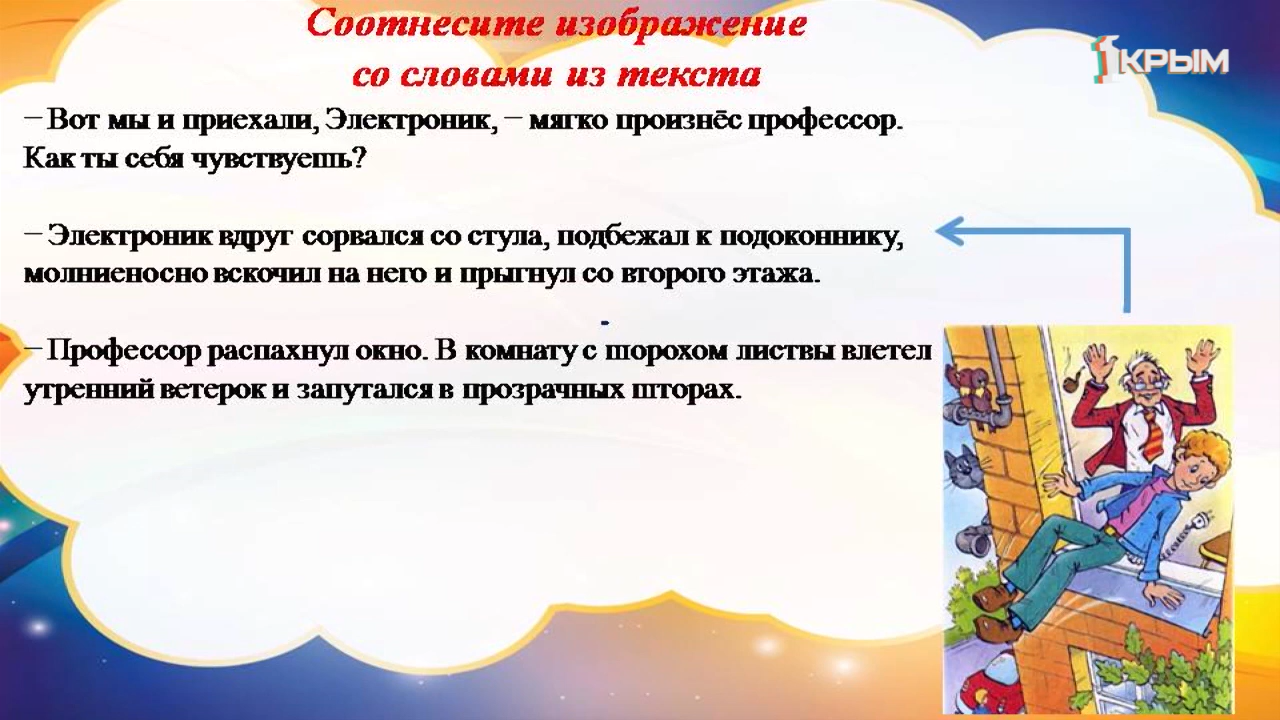 Соотнесите изображение
со словами из текста
1КРЫМ
− Вот мы и приехали, Электроник, − мягко произнёс профессор.
Как ты себя чувствуешь?
− Электроник вдруг сорвался со стула, подбежал к подоконнику,
молниеносно вскочил на него и прыгнул со второго этажа.
-
− Профессор распахнул окно. В комнату с шорохом листвы влетел
утренний ветерок и запутался в прозрачных шторах.